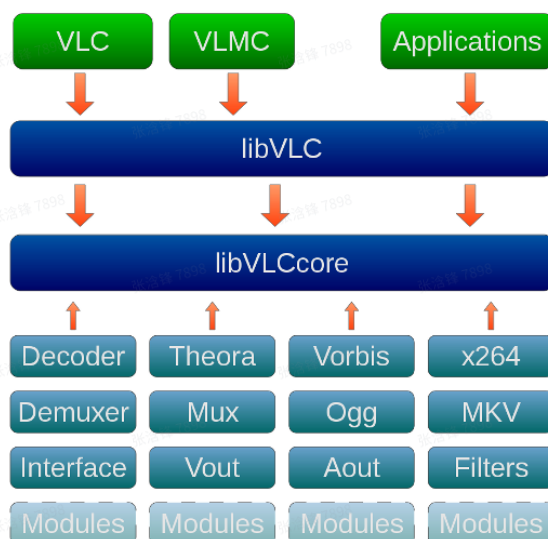 VLC VLMC Applications
libVLC
libVLCcore
Decoder Theora Vorbis x264
Demuxer Mux Ogg MKV
Interface Vout Aout Filters
Modules Modules Modules Modules